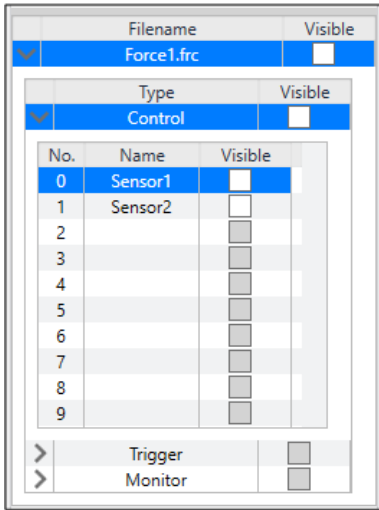 Filename Visible
Force1.frc
Type Visible
Control
No. Name Visible
0 Sensor1
1 Sensor2
2
3
4
5
6
7
8
9
Trigger
Monitor